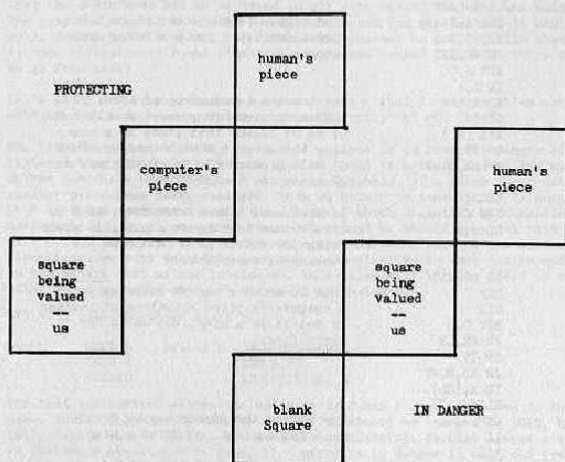 PROTECTING
human's
piece
computer's
piece
square
being
valued
--
us
human's
piece
square
being
valued
--
us
blank
Square
IN DANGER